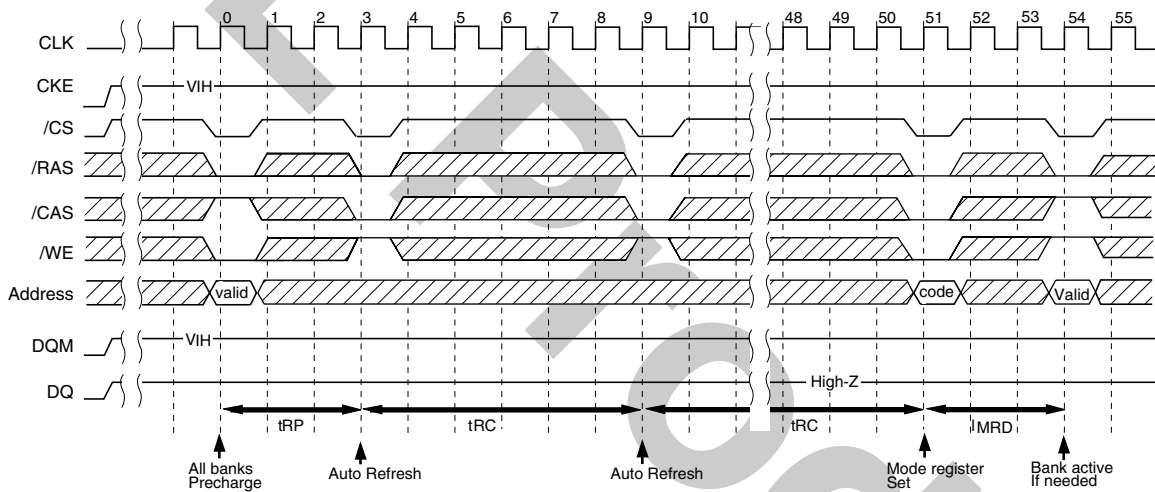 0 1 2 3 4 5 6 7 8 9 10 48 49 50 51 52 53 54 55
CLK
CKE VIH
/CS
/RAS
/CAS
/WE
Address valid code Valid
DQM VIH
DQ High-Z
tRP tRC tRC lMRD
All banks
Precharge
Auto Refresh
Auto Refresh
Mode register
Set
Bank active
If needed